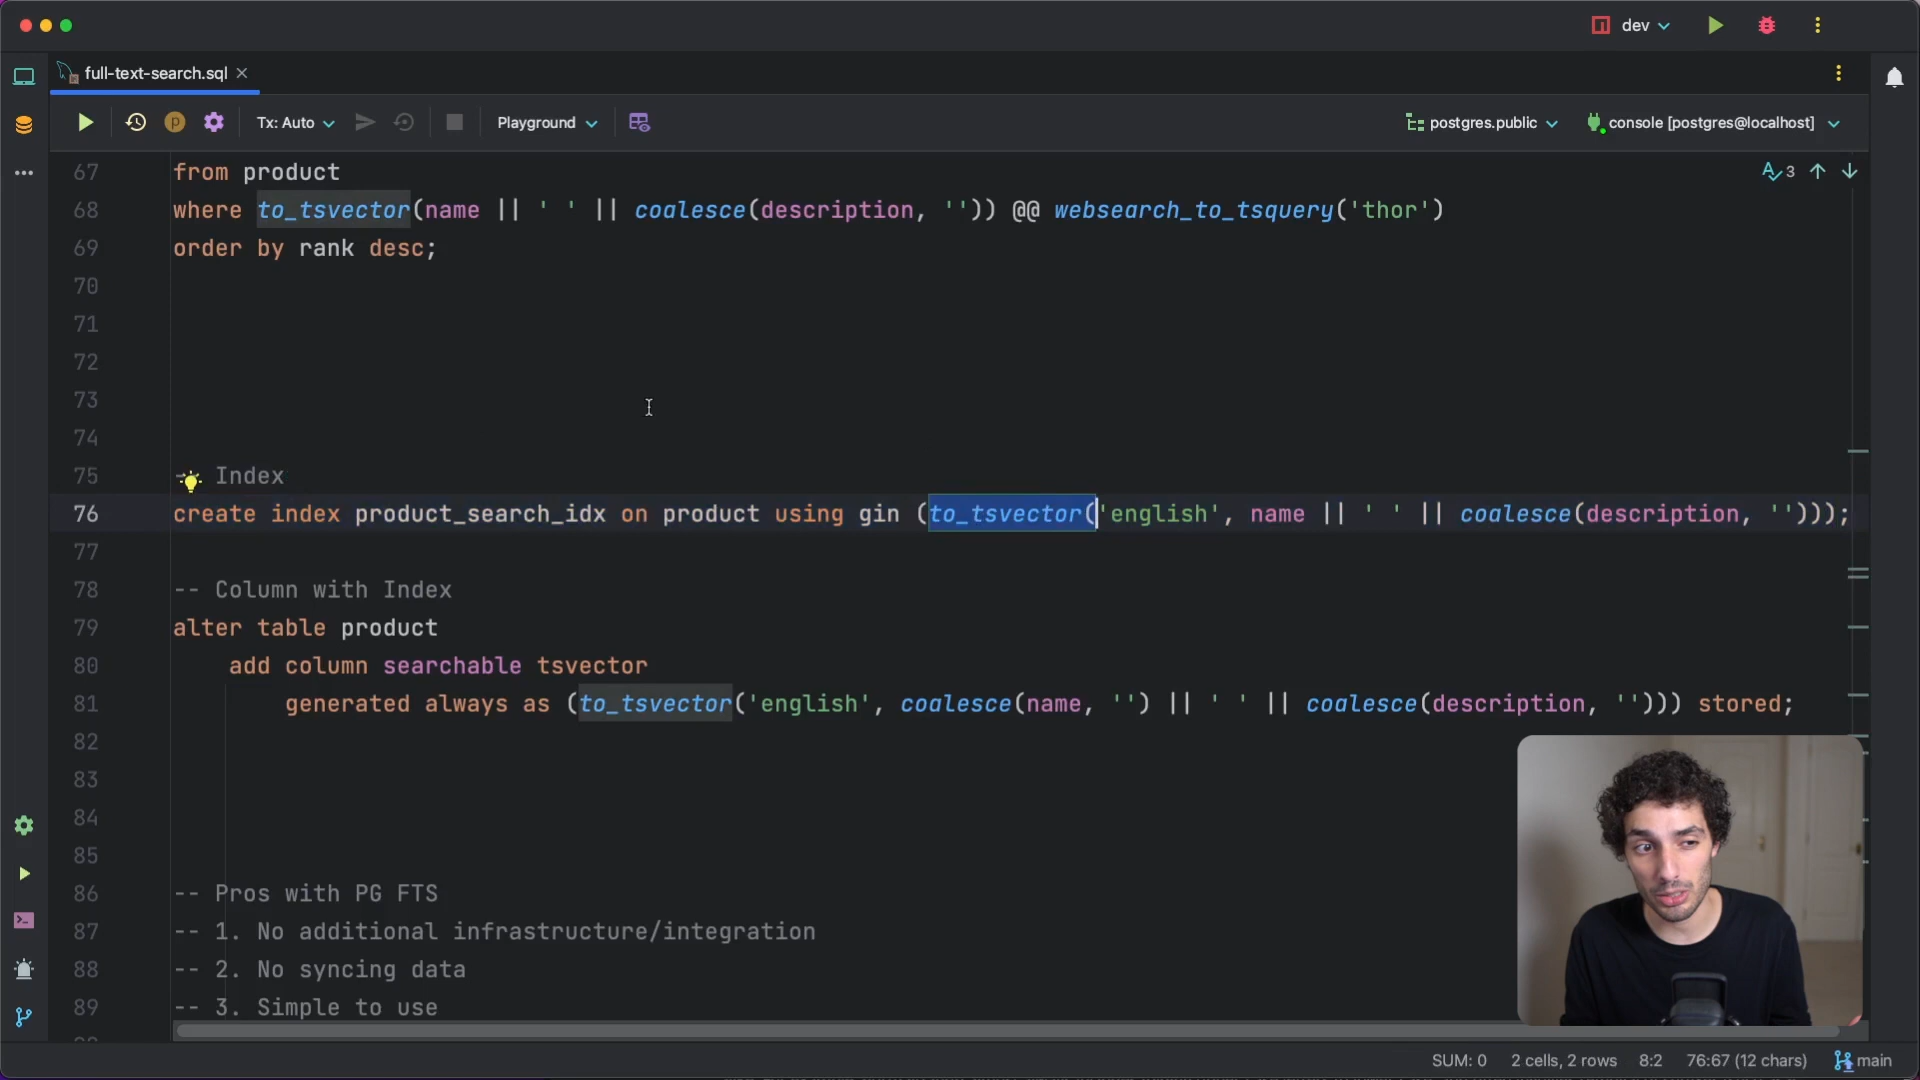 dev
full-text-search.sql
p
Tx: Auto
Playground
postgres.public
console [postgres@localhost]
3
67 from product
68 where to_tsvector(name || ' ' || coalesce(description, '')) @@ websearch_to_tsquery('thor')
69 order by rank desc;
70
71
72
73
74
75 Index
76 create index product_search_idx on product using gin (to_tsvector('english', name || ' ' || coalesce(description, '')));
77
78 -- Column with Index
79 alter table product
80 add column searchable tsvector
81 generated always as (to_tsvector('english', coalesce(name, '') || ' ' || coalesce(description, ''))) stored;
82
83
84
85
86 -- Pros with PG FTS
87 -- 1. No additional infrastructure/integration
88 -- 2. No syncing data
89 -- 3. Simple to use
SUM: 0 2 cells, 2 rows 8:2 76:67 (12 chars) main